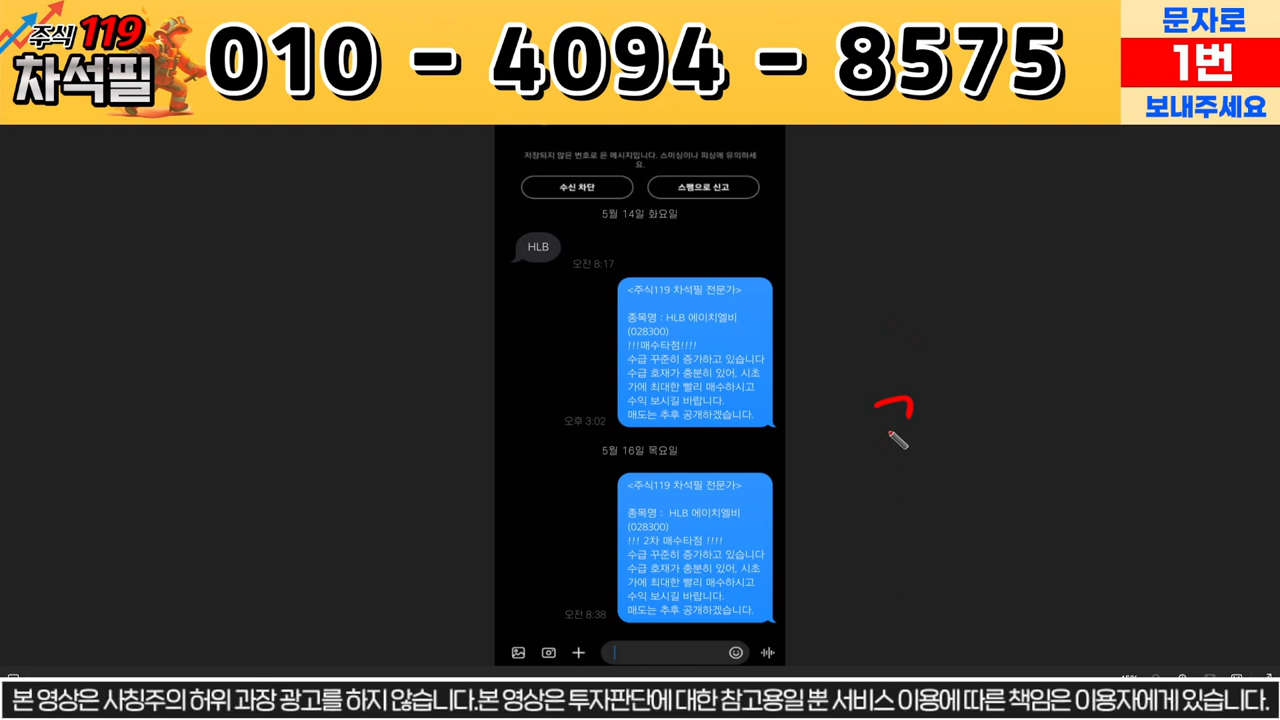 주식 119
차석필
010 - 4094 - 8575
문자로
1번
보내주세요
저장되지 않은 번호로 온 메시지입니다. 스미싱이나 피싱에 유의하세
요.
수신 차단
스팸으로 신고
5월 14일 화요일
HLB
오전 8:17
<주식119 차석필 전문가>
종목명 : HLB 에이치엘비
(028300)
!!!매수타점!!!!
수급 꾸준히 증가하고 있습니다
수급 호재가 충분히 있어, 시초
가에 최대한 빨리 매수하시고
수익 보시길 바랍니다.
매도는 추후 공개하겠습니다.
오후 3:02
5월 16일 목요일
<주식119 차석필 전문가>
종목명 : HLB 에이치엘비
(028300)
!!! 2차 매수타점 !!!!
수급 꾸준히 증가하고 있습니다
수급 호재가 충분히 있어, 시초
가에 최대한 빨리 매수하시고
수익 보시길 바랍니다.
매도는 추후 공개하겠습니다.
오전 8:38
본 영상은 사칭주의 허위 과장 광고를 하지 않습니다.본 영상은 투자판단에 대한 참고용일 뿐 서비스 이용에 따른 책임은 이용자에게 있습니다.